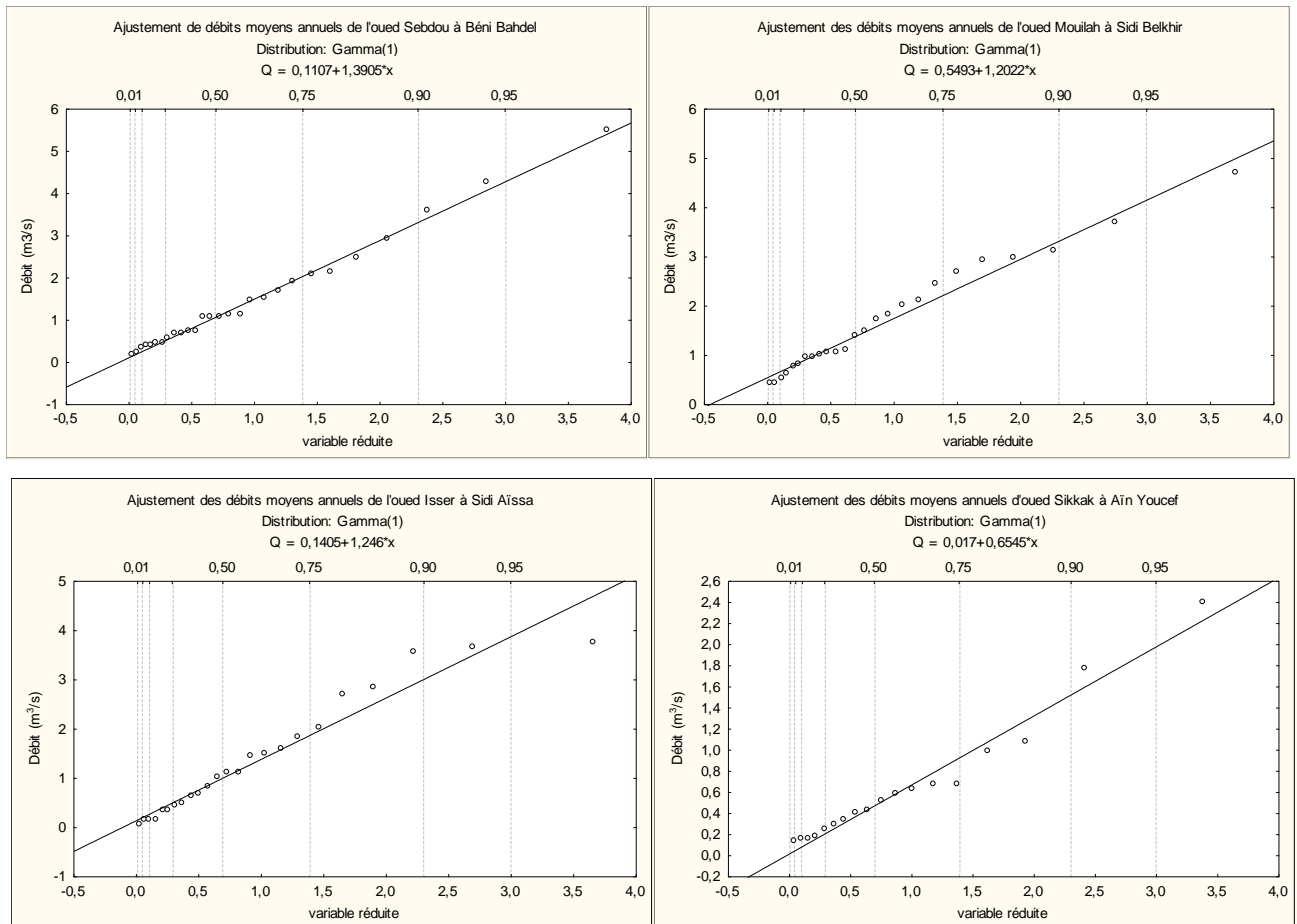 Ajustement de débits moyens annuels de l'oued Sebdou à Béni Bahdel
Distribution: Gamma(1)
Q = 0,1107+1,3905*x
0,01 0,50 0,75 0,90 0,95
6
5
4
3
2
1
0
-1
Débit (m3/s)
-0,5 0,0 0,5 1,0 1,5 2,0 2,5 3,0 3,5 4,0
variable réduite
Ajustement des débits moyens annuels de l'oued Mouilah à Sidi Belkhir
Distribution: Gamma(1)
Q = 0,5493+1,2022*x
0,01 0,50 0,75 0,90 0,95
6
5
4
3
2
1
0
Débit (m3/s)
-0,5 0,0 0,5 1,0 1,5 2,0 2,5 3,0 3,5 4,0
variable réduite
Ajustement des débits moyens annuels de l'oued Isser à Sidi Aïssa
Distribution: Gamma(1)
Q = 0,1405+1,246*x
0,01 0,50 0,75 0,90 0,95
5
4
3
2
1
0
-1
Débit (m³/s)
-0,5 0,0 0,5 1,0 1,5 2,0 2,5 3,0 3,5 4,0
variable réduite
Ajustement des débits moyens annuels d'oued Sikkak à Aïn Youcef
Distribution: Gamma(1)
Q = 0,017+0,6545*x
0,01 0,50 0,75 0,90 0,95
2,6
2,4
2,2
2,0
1,8
1,6
1,4
1,2
1,0
0,8
0,6
0,4
0,2
0,0
-0,2
Débit (m³/s)
-0,5 0,0 0,5 1,0 1,5 2,0 2,5 3,0 3,5 4,0
variable réduite